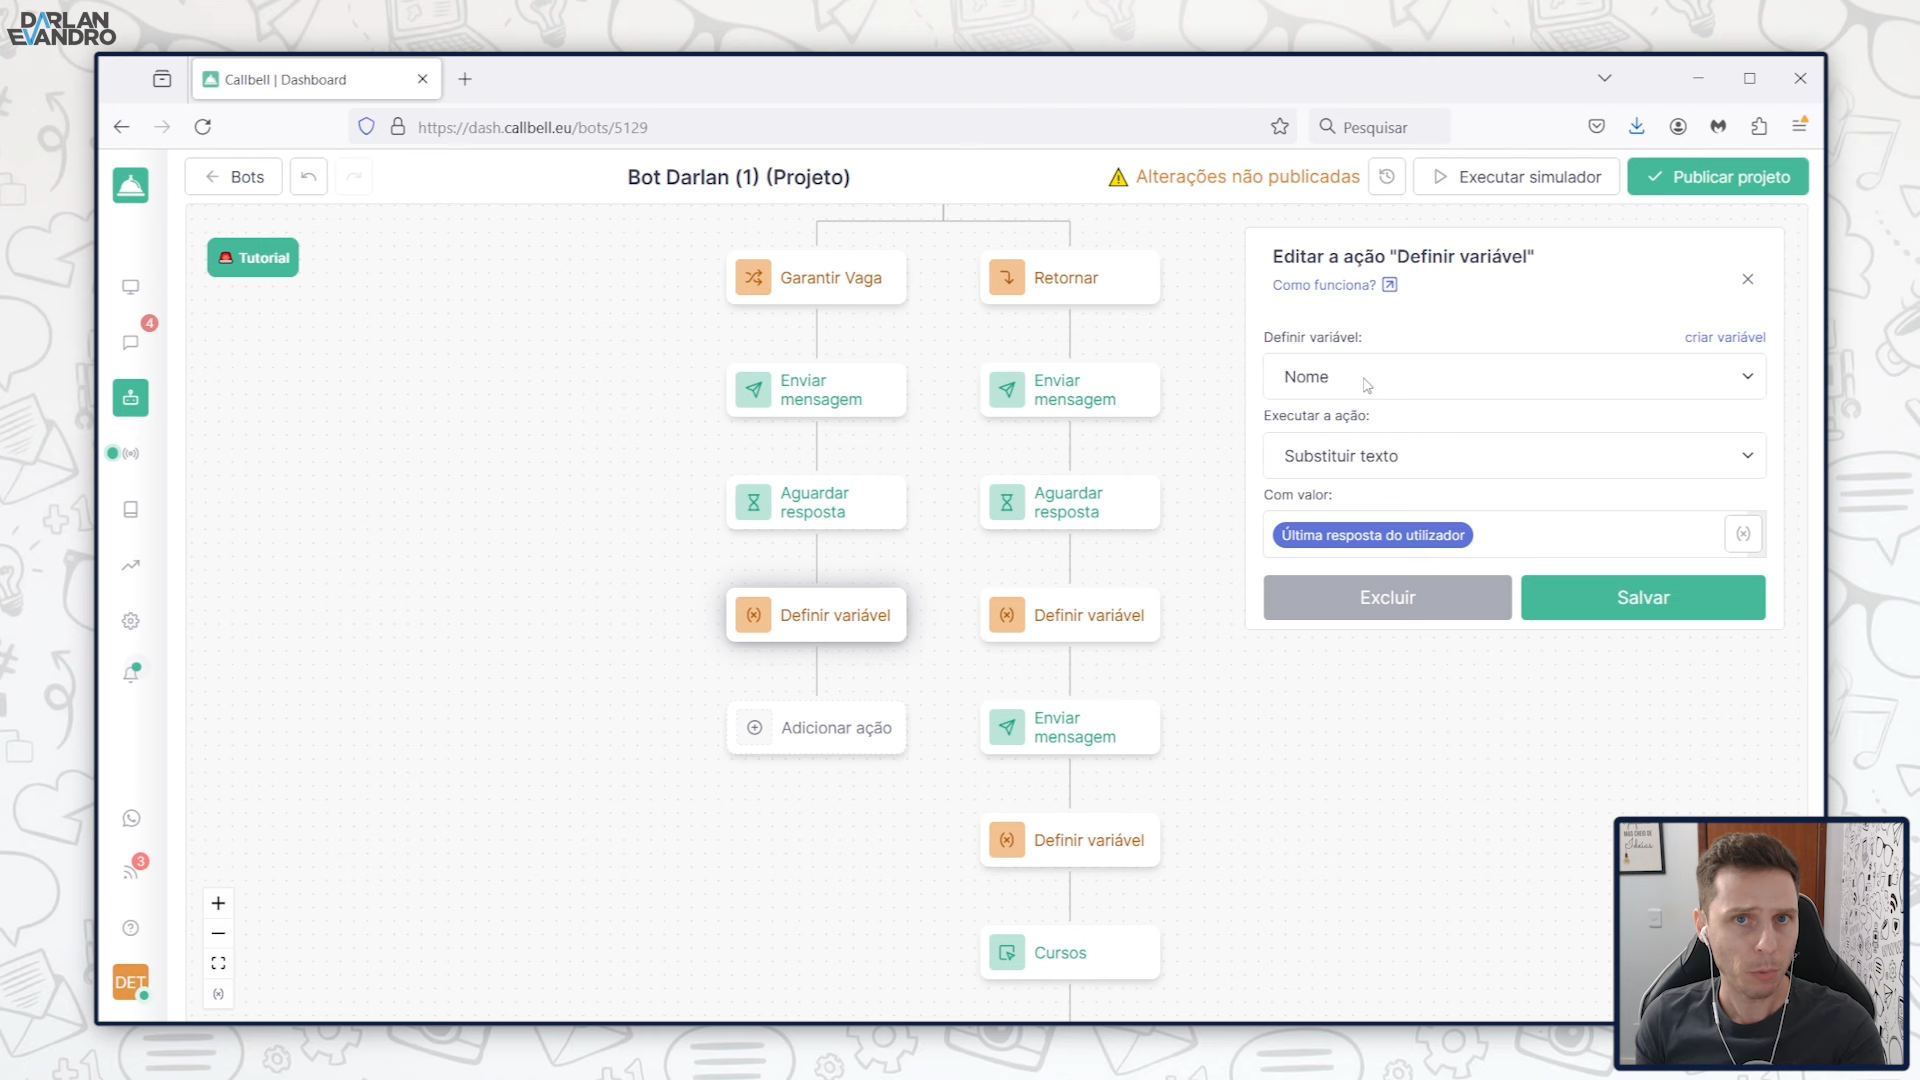 DARLAN
EVANDRO
Callbell | Dashboard
https://dash.callbell.eu/bots/5129
Pesquisar
Bots
Bot Darlan (1) (Projeto)
Alterações não publicadas
Executar simulador
Publicar projeto
Tutorial
Garantir Vaga
Retornar
Editar a ação "Definir variável"
Como funciona?
Definir variável:
criar variável
Nome
Executar a ação:
Substituir texto
Com valor:
Última resposta do utilizador
(x)
Excluir
Salvar
4
Enviar
mensagem
Enviar
mensagem
Aguardar
resposta
Aguardar
resposta
(x) Definir variável
(x) Definir variável
Adicionar ação
Enviar
mensagem
(x) Definir variável
Cursos
3
DET
(x)